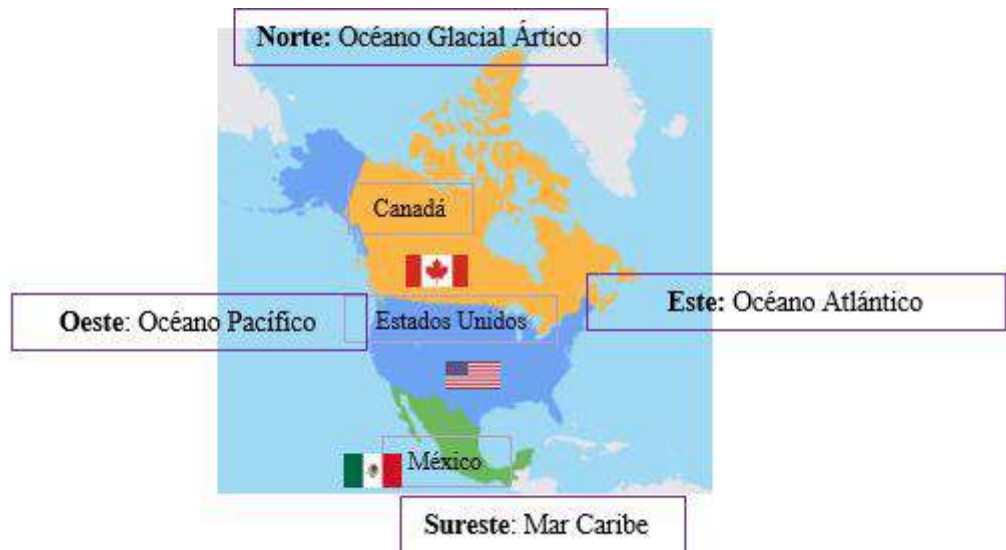 Norte: Océano Glacial Ártico
Canadá
Este: Océano Atlántico
Oeste: Océano Pacífico
Estados Unidos
México
Sureste: Mar Caribe